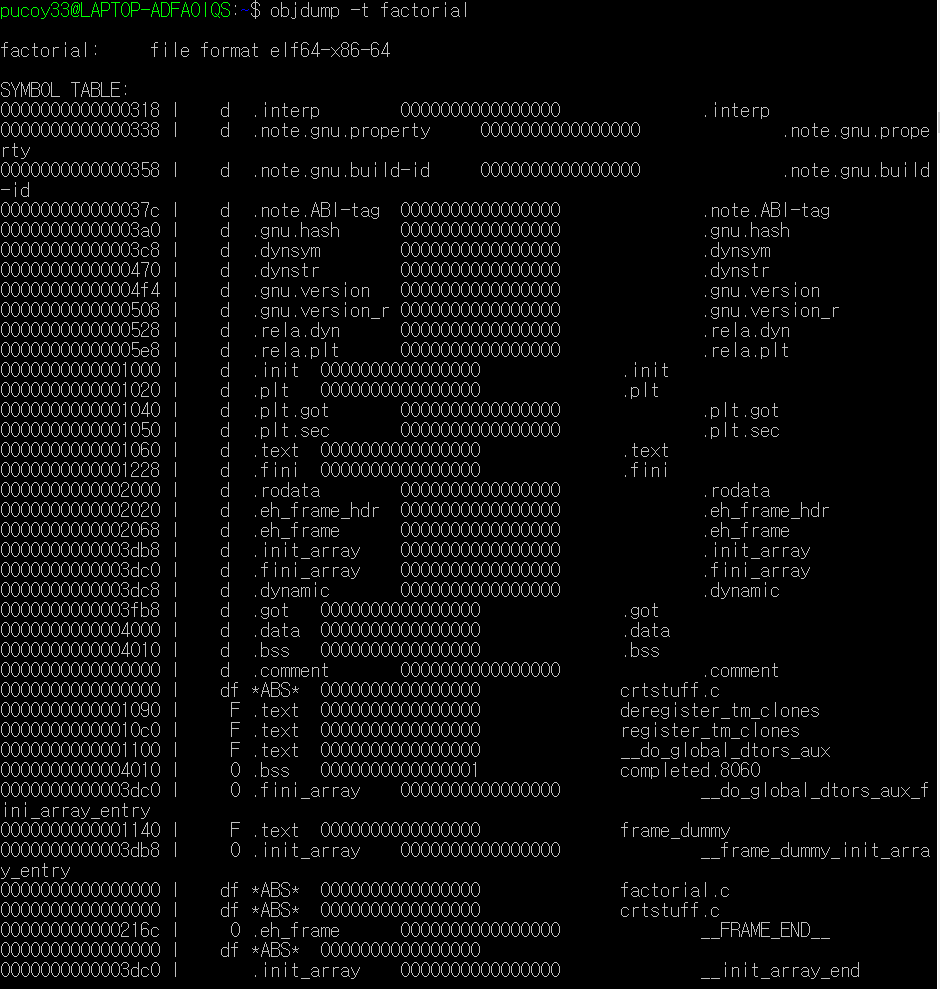 pucoy33@LAPTOP-ADFAOIQS:~$ objdump -t factorial
factorial:     file format elf64-x86-64
SYMBOL TABLE:
0000000000000318 l    d  .interp        0000000000000000              .interp
0000000000000338 l    d  .note.gnu.property     0000000000000000              .note.gnu.prope
rty
0000000000000358 l    d  .note.gnu.build-id     0000000000000000              .note.gnu.build
-id
000000000000037c l    d  .note.ABI-tag  0000000000000000              .note.ABI-tag
00000000000003a0 l    d  .gnu.hash      0000000000000000              .gnu.hash
00000000000003c8 l    d  .dynsym        0000000000000000              .dynsym
0000000000000470 l    d  .dynstr        0000000000000000              .dynstr
00000000000004f4 l    d  .gnu.version   0000000000000000              .gnu.version
0000000000000508 l    d  .gnu.version_r 0000000000000000              .gnu.version_r
0000000000000528 l    d  .rela.dyn      0000000000000000              .rela.dyn
00000000000005e8 l    d  .rela.plt      0000000000000000              .rela.plt
0000000000001000 l    d  .init  0000000000000000              .init
0000000000001020 l    d  .plt   0000000000000000              .plt
0000000000001040 l    d  .plt.got       0000000000000000              .plt.got
0000000000001050 l    d  .plt.sec       0000000000000000              .plt.sec
0000000000001060 l    d  .text  0000000000000000              .text
0000000000001228 l    d  .fini  0000000000000000              .fini
0000000000002000 l    d  .rodata        0000000000000000              .rodata
0000000000002020 l    d  .eh_frame_hdr  0000000000000000              .eh_frame_hdr
0000000000002068 l    d  .eh_frame      0000000000000000              .eh_frame
0000000000003db8 l    d  .init_array    0000000000000000              .init_array
0000000000003dc0 l    d  .fini_array    0000000000000000              .fini_array
0000000000003dc8 l    d  .dynamic       0000000000000000              .dynamic
0000000000003fb8 l    d  .got   0000000000000000              .got
0000000000004000 l    d  .data  0000000000000000              .data
0000000000004010 l    d  .bss   0000000000000000              .bss
0000000000000000 l    d  .comment       0000000000000000              .comment
0000000000000000 l    df *ABS*  0000000000000000              crtstuff.c
0000000000001090 l     F .text  0000000000000000              deregister_tm_clones
00000000000010c0 l     F .text  0000000000000000              register_tm_clones
0000000000001100 l     F .text  0000000000000000              __do_global_dtors_aux
0000000000004010 l     O .bss   0000000000000001              completed.8060
0000000000003dc0 l     O .fini_array    0000000000000000              __do_global_dtors_aux_f
ini_array_entry
0000000000001140 l     F .text  0000000000000000              frame_dummy
0000000000003db8 l     O .init_array    0000000000000000              __frame_dummy_init_arra
y_entry
0000000000000000 l    df *ABS*  0000000000000000              factorial.c
0000000000000000 l    df *ABS*  0000000000000000              crtstuff.c
000000000000216c l     O .eh_frame      0000000000000000              __FRAME_END__
0000000000000000 l    df *ABS*  0000000000000000
0000000000003dc0 l       .init_array    0000000000000000              __init_array_end